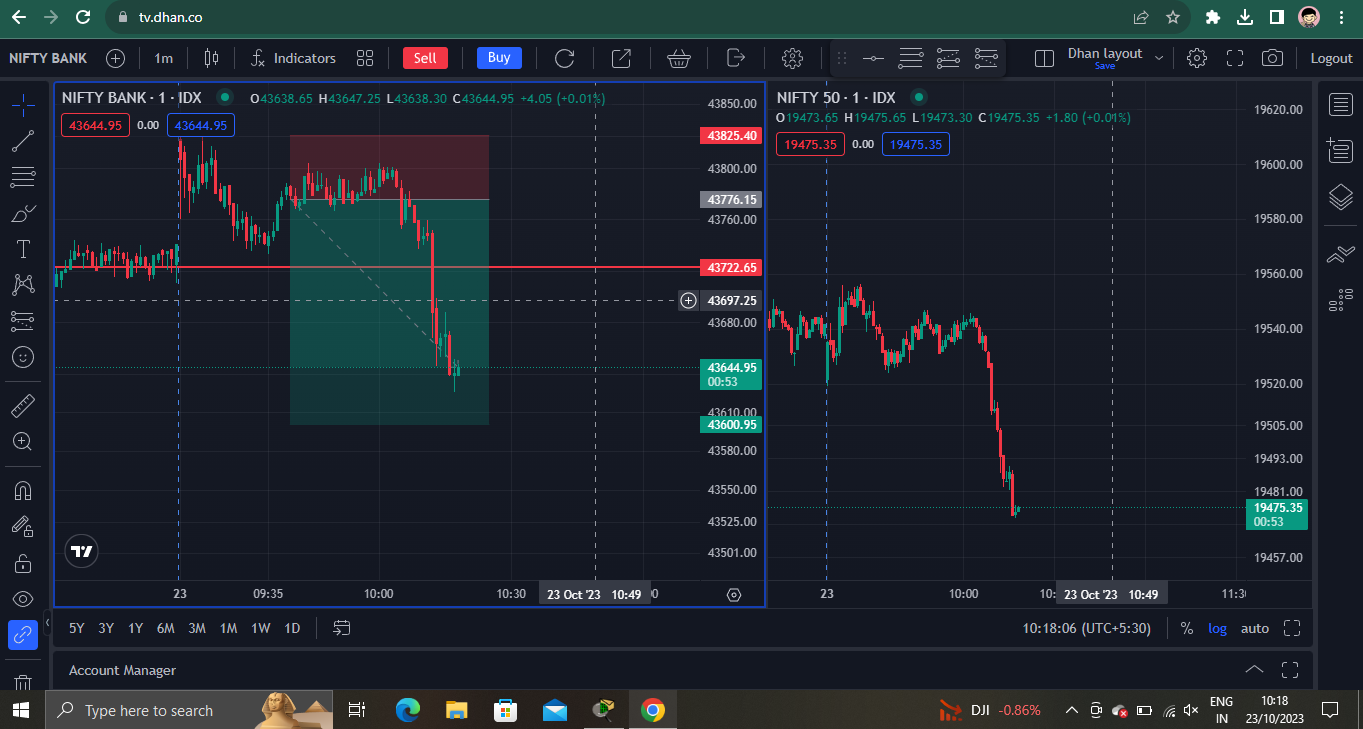 tv.dhan.co
NIFTY BANK
1m
Indicators
Sell
Buy
Dhan layout
Save
Logout
NIFTY BANK · 1 · IDX
O43638.65 H43647.25 L43638.30 C43644.95 +4.05 (+0.01%)
43644.95 0.00 43644.95
43850.00
43825.40
43800.00
43776.15
43760.00
43722.65
43697.25
43680.00
43644.95
00:53
43610.00
43600.95
43580.00
43550.00
43525.00
43501.00
23 09:35 10:00 10:30 23 Oct '23 10:49
NIFTY 50 · 1 · IDX
O19473.65 H19475.65 L19473.30 C19475.35 +1.80 (+0.01%)
19475.35 0.00 19475.35
19620.00
19600.00
19580.00
19560.00
19540.00
19520.00
19505.00
19493.00
19481.00
19475.35
00:53
19457.00
23 10:00 23 Oct '23 10:49
5Y 3Y 1Y 6M 3M 1M 1W 1D
10:18:06 (UTC+5:30) % log auto
Account Manager
Type here to search
DJI -0.86%
ENG
IN
10:18
23/10/2023